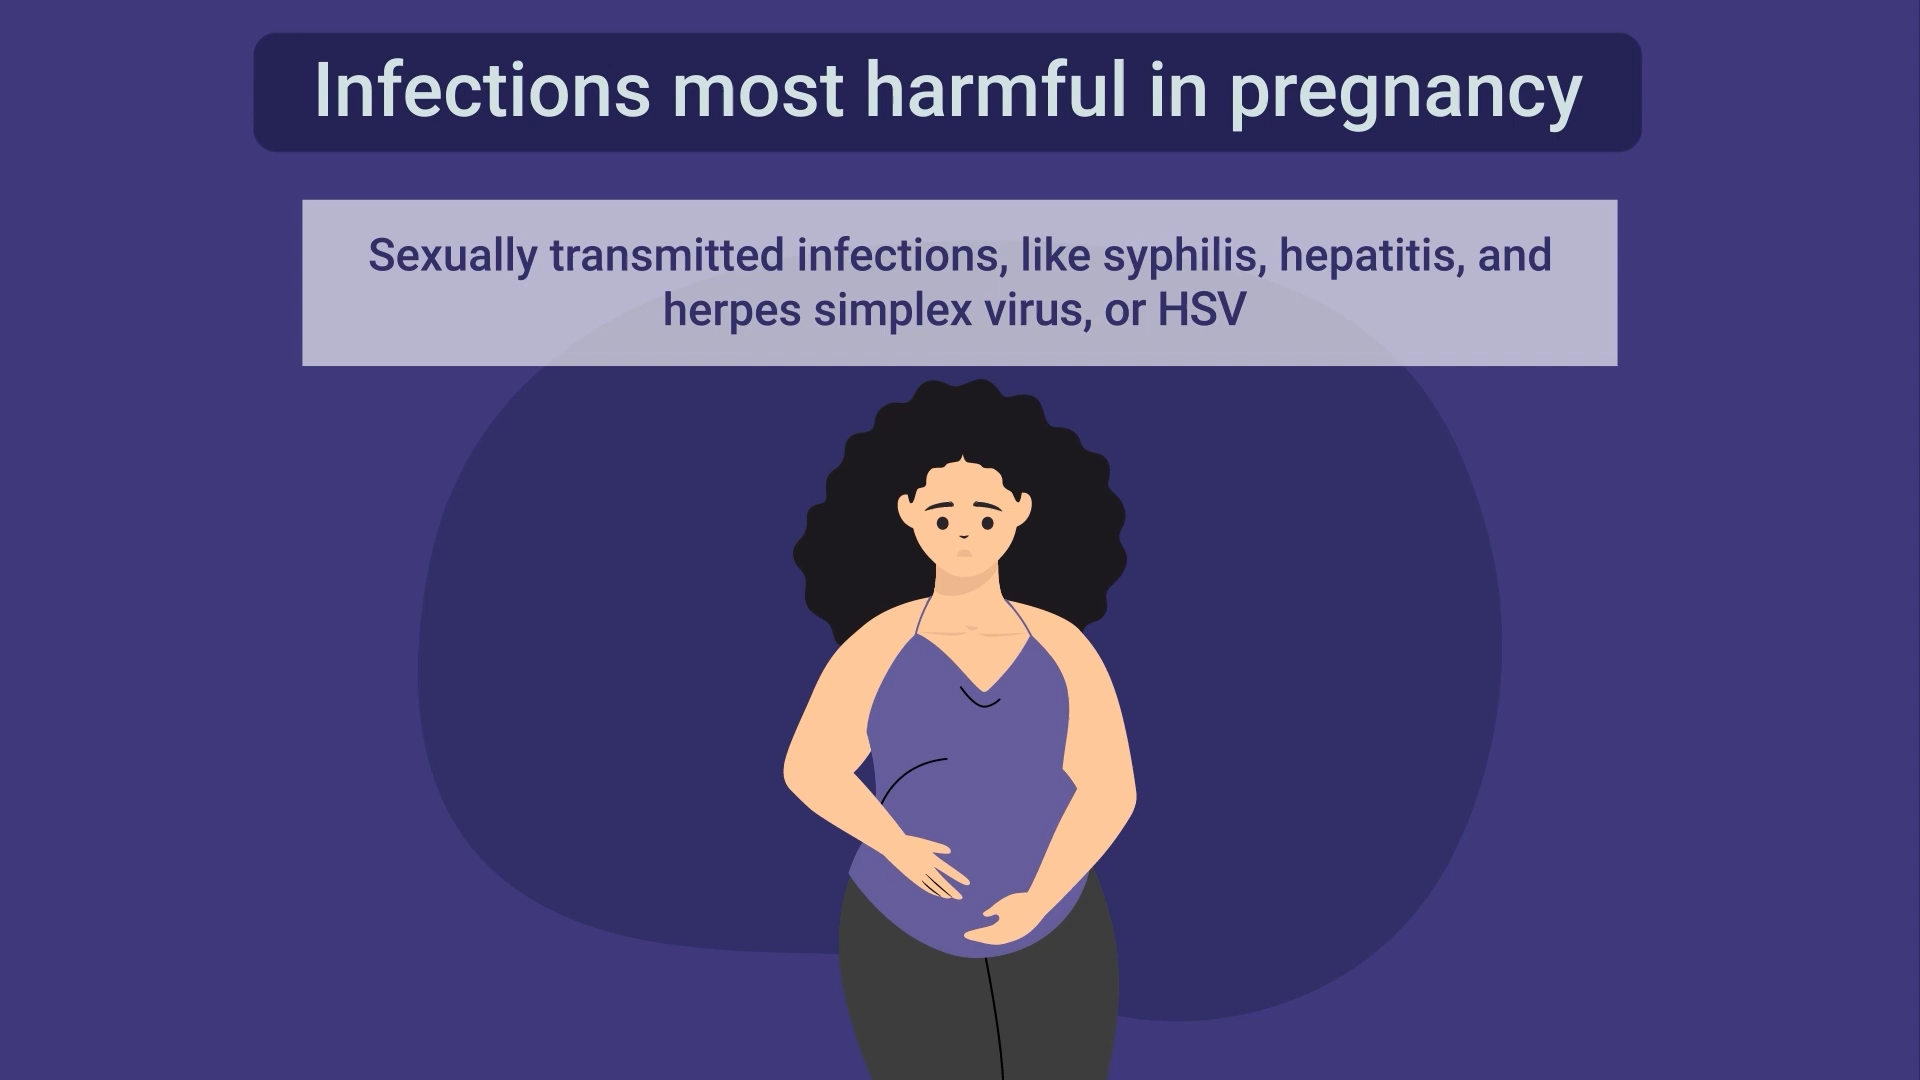 Infections most harmful in pregnancy
Sexually transmitted infections, like syphilis, hepatitis, and
herpes simplex virus, or HSV